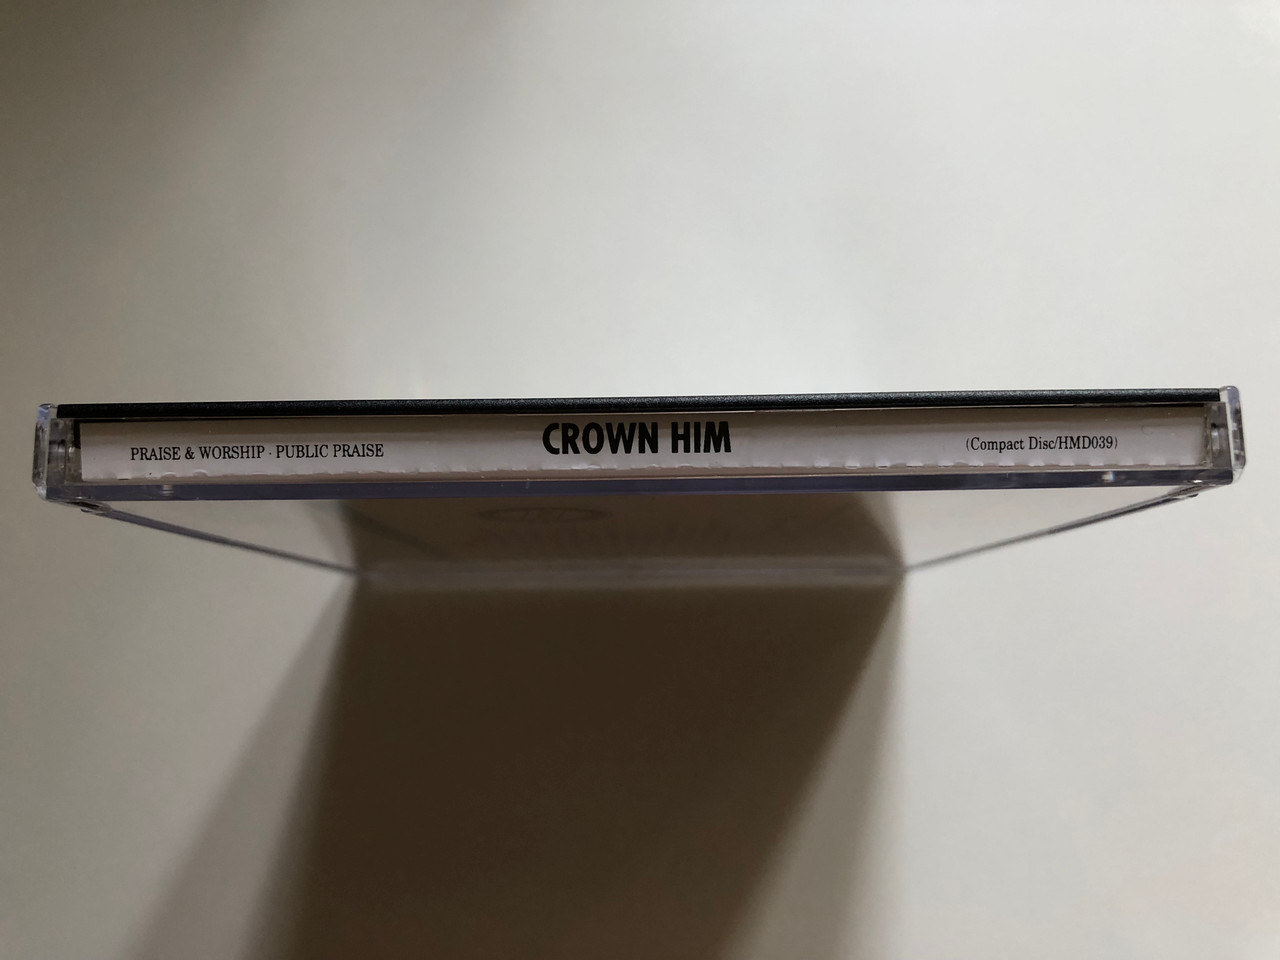 PRAISE & WORSHIP · PUBLIC PRAISE
CROWN HIM
(Compact Disc/HMD039)